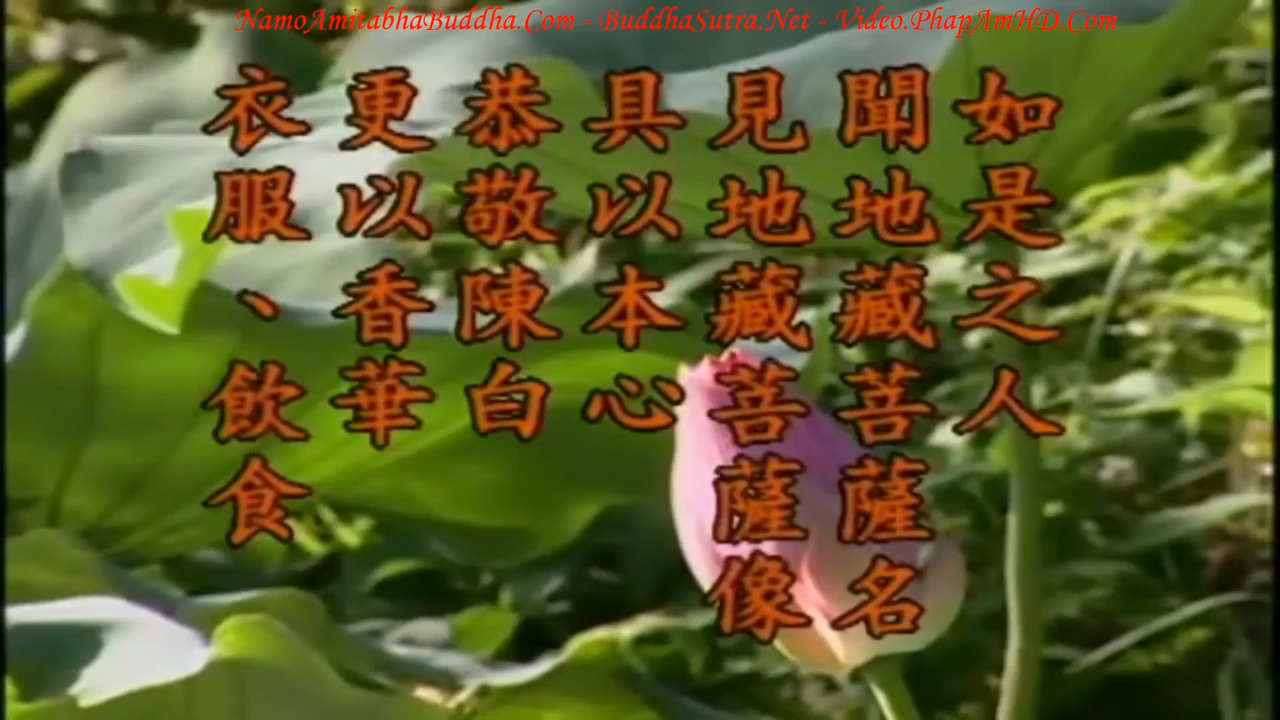 NamoAmitabhaBuddha.Com - BuddhaSutra.Net - Video.PhapAmHD.Com
如是之人
聞地藏菩薩名
見地藏菩薩像
具以本心
恭敬陳白
更以香華
衣服、飲食